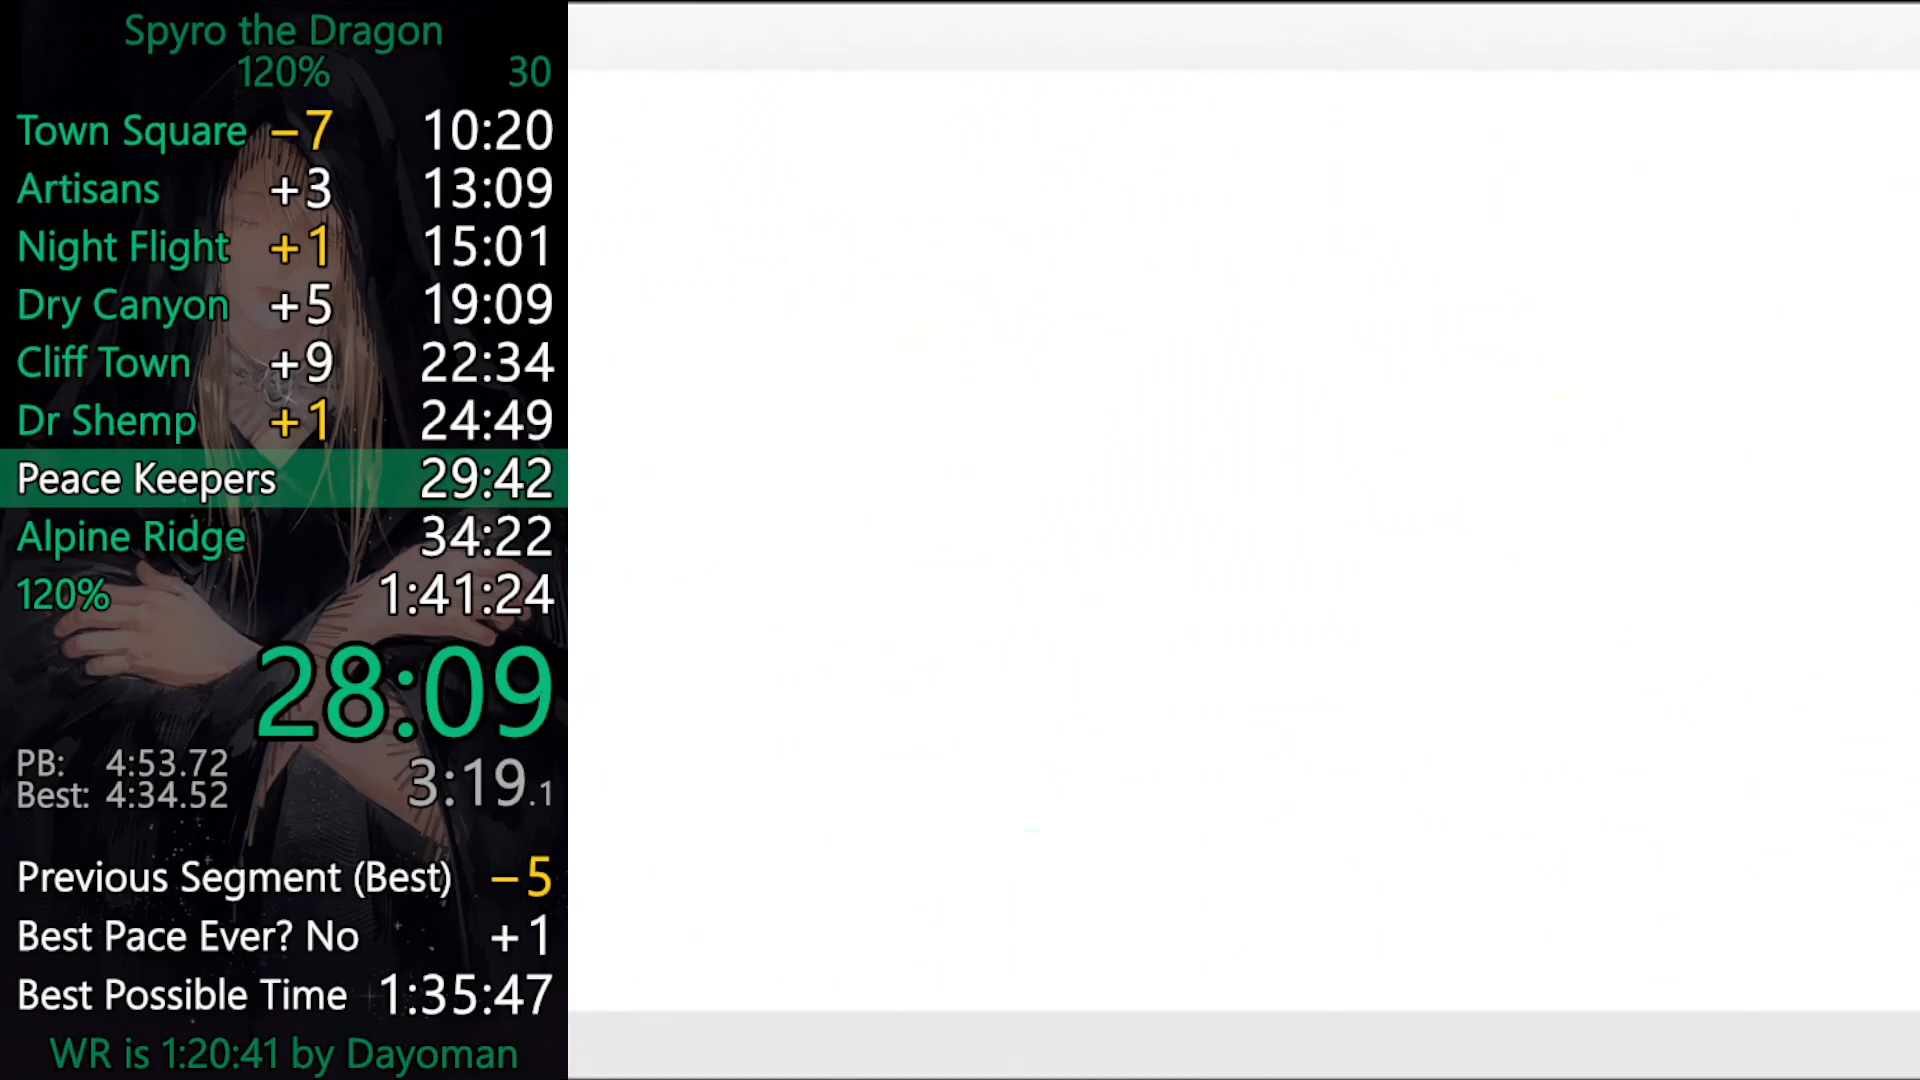 Spyro the Dragon
120% 30
Town Square −7 10:20
Artisans +3 13:09
Night Flight +1 15:01
Dry Canyon +5 19:09
Cliff Town +9 22:34
Dr Shemp +1 24:49
Peace Keepers 29:42
Alpine Ridge 34:22
120% 1:41:24
28:09
PB: 4:53.72
Best: 4:34.52
3:19.1
Previous Segment (Best) −5
Best Pace Ever? No +1
Best Possible Time 1:35:47
WR is 1:20:41 by Dayoman